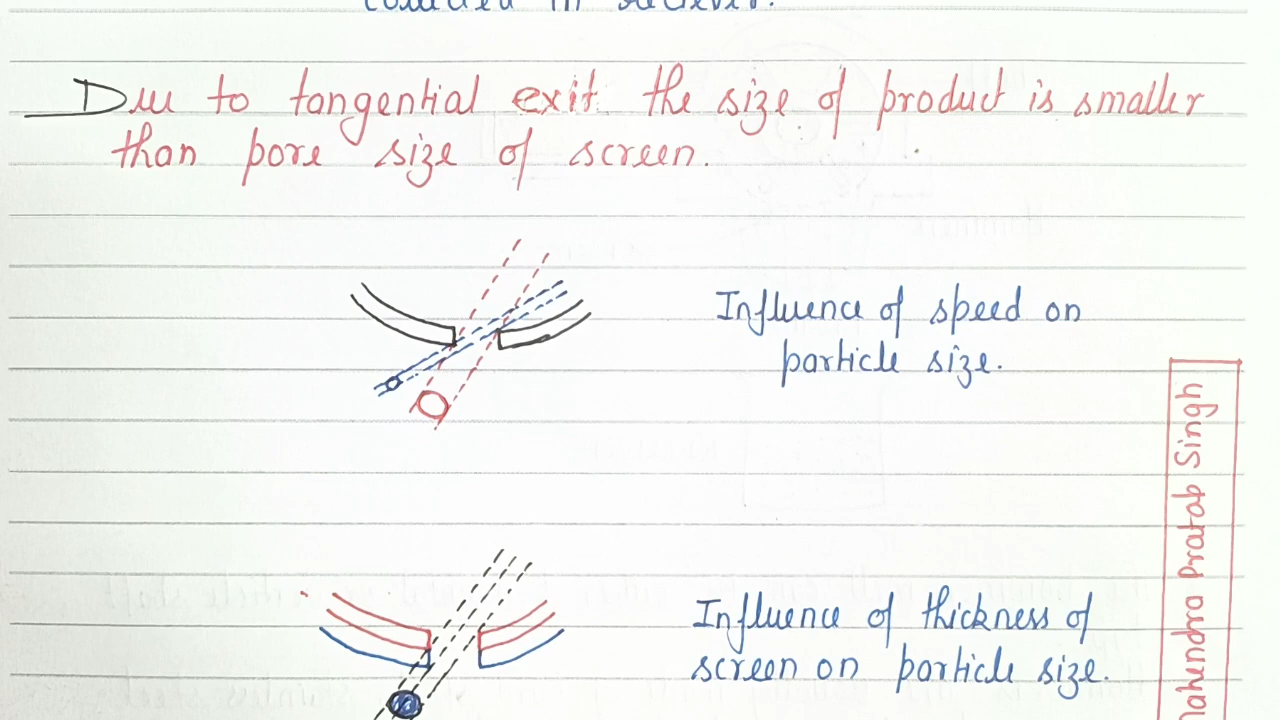 Due to tangential exit the size of product is smaller
than pore size of screen.
Influence of speed on
particle size.
Influence of thickness of
screen on particle size.
Mahendra Pratap Singh